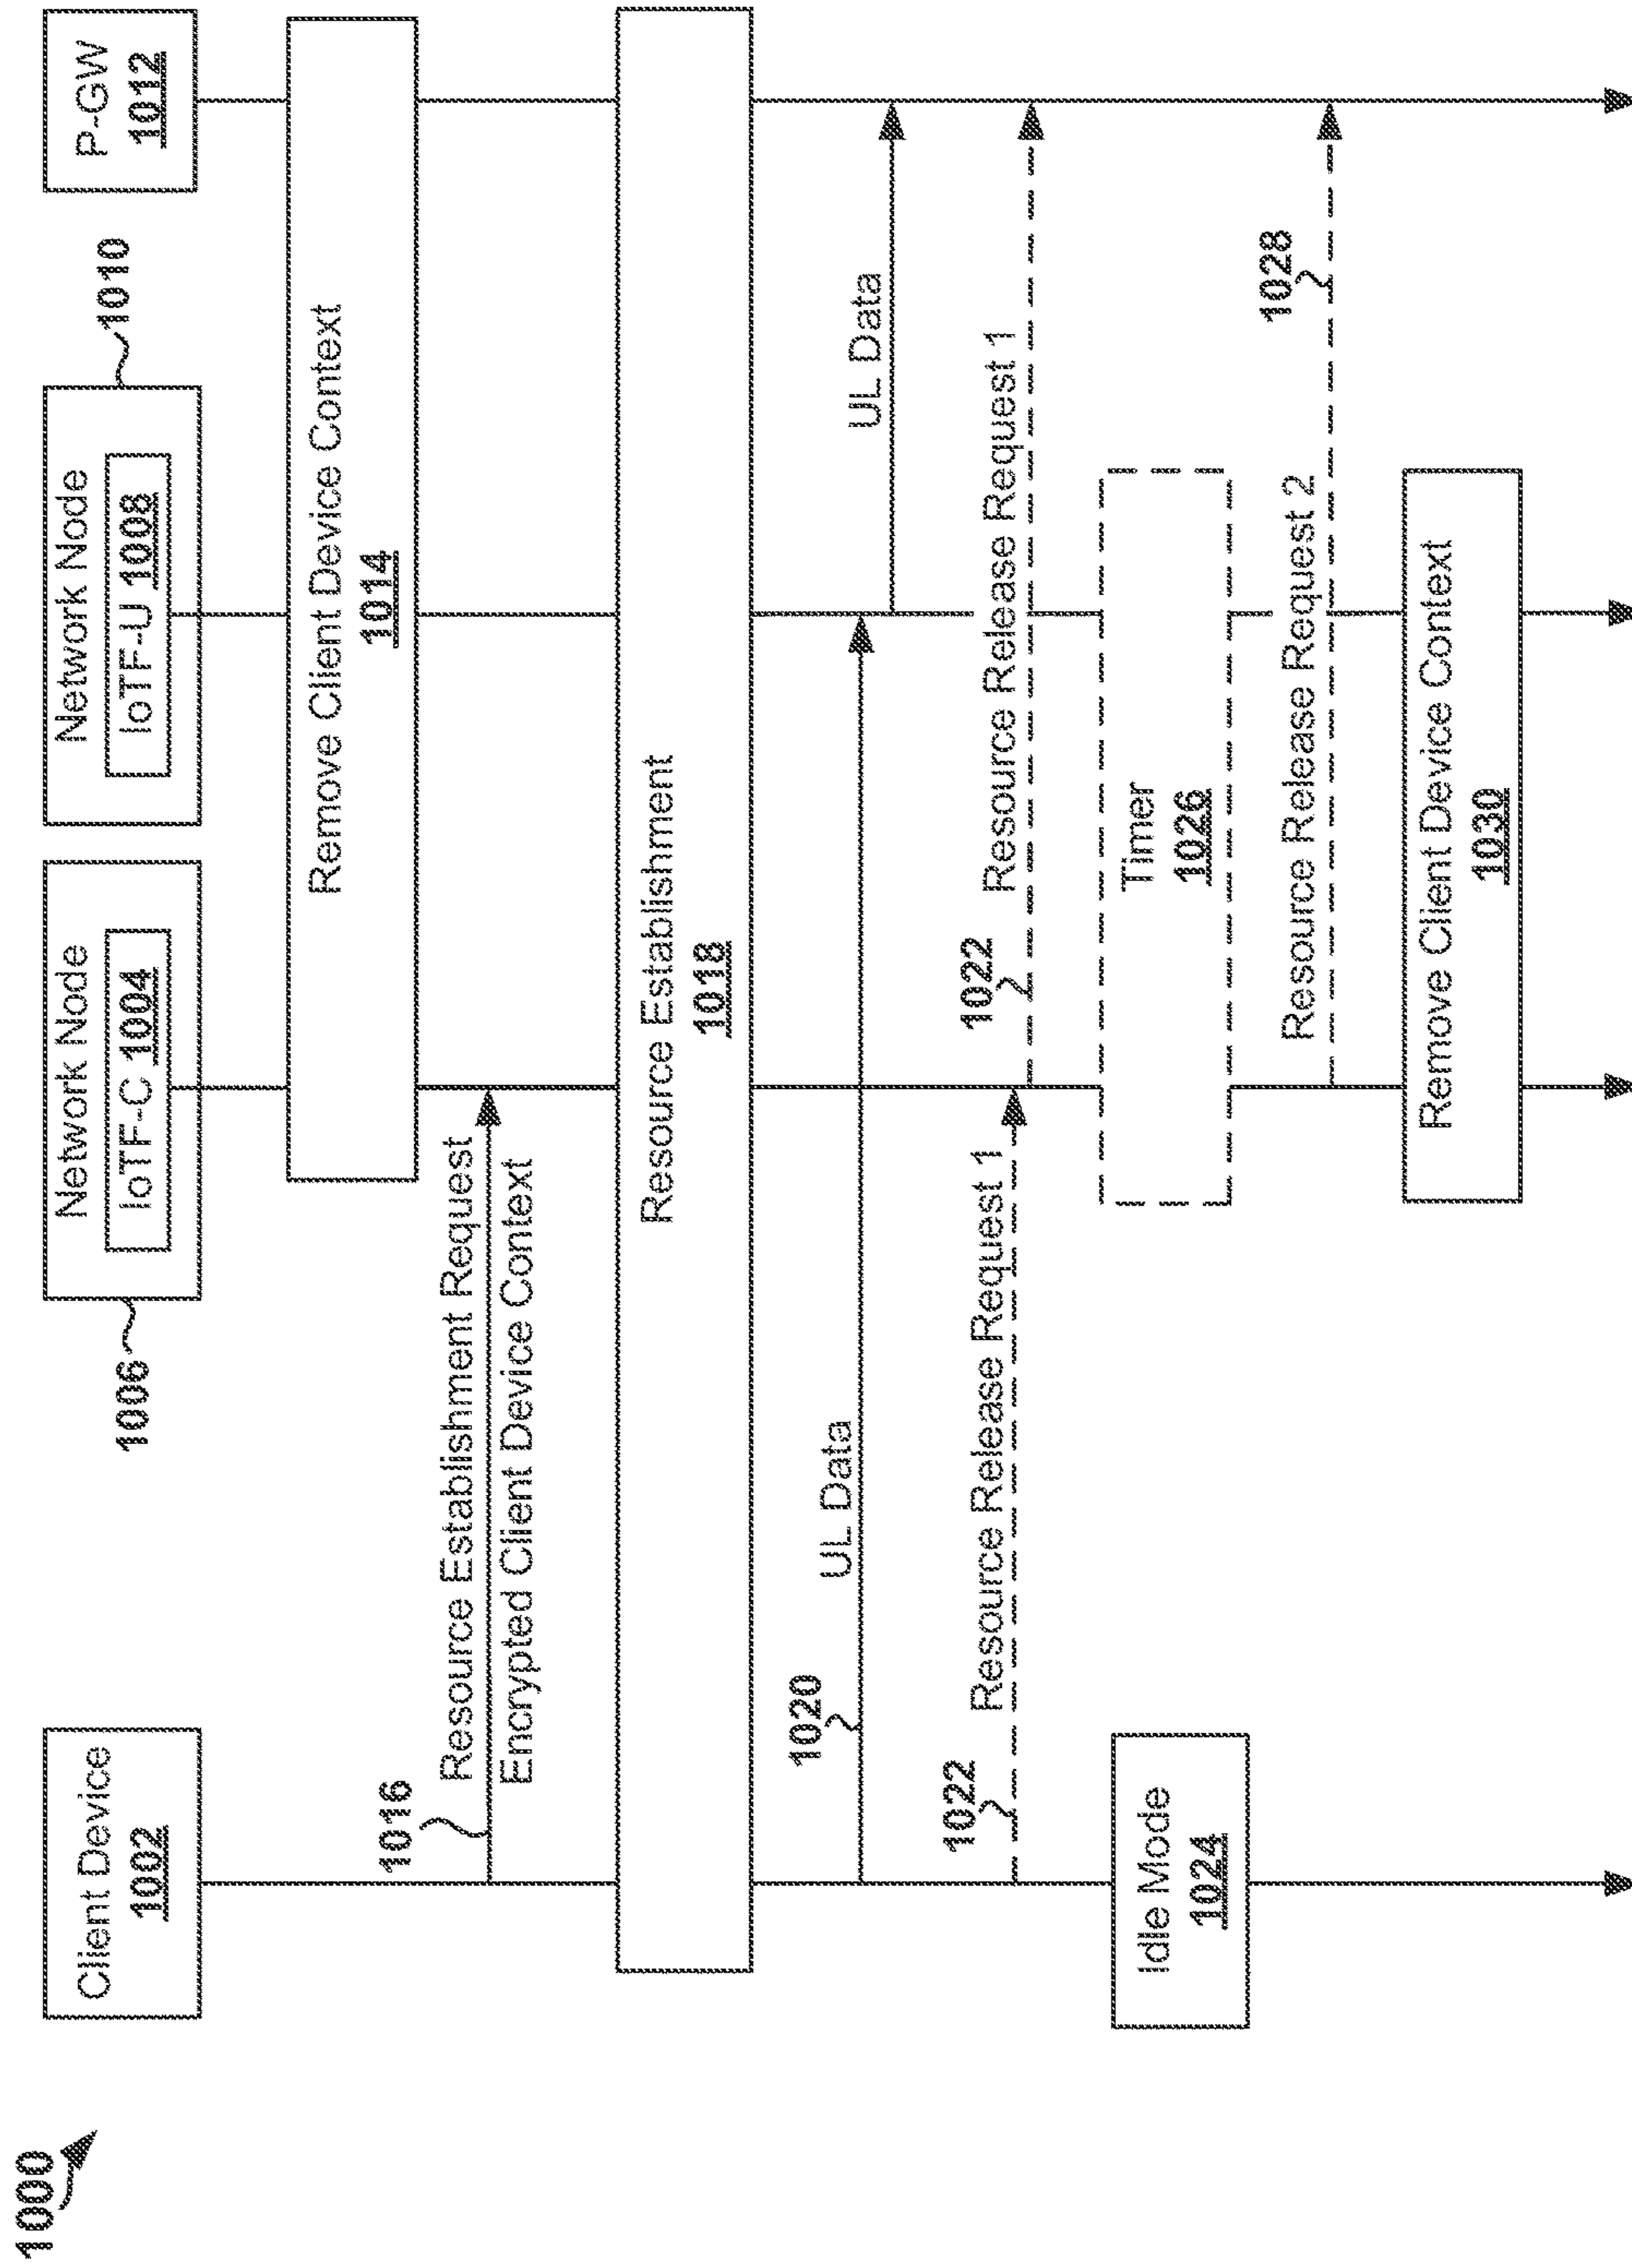 1000
Client Device
1002
1006
Network Node
IoTF-C 1004
Network Node
IoTF-U 1008
1010
P-GW
1012
Remove Client Device Context
1014
1016
Resource Establishment Request
Encrypted Client Device Context
Resource Establishment
1018
1020
UL Data
UL Data
1022
Resource Release Request 1
1022
Resource Release Request 1
Idle Mode
1024
Timer
1026
Resource Release Request 2
1028
Remove Client Device Context
1030